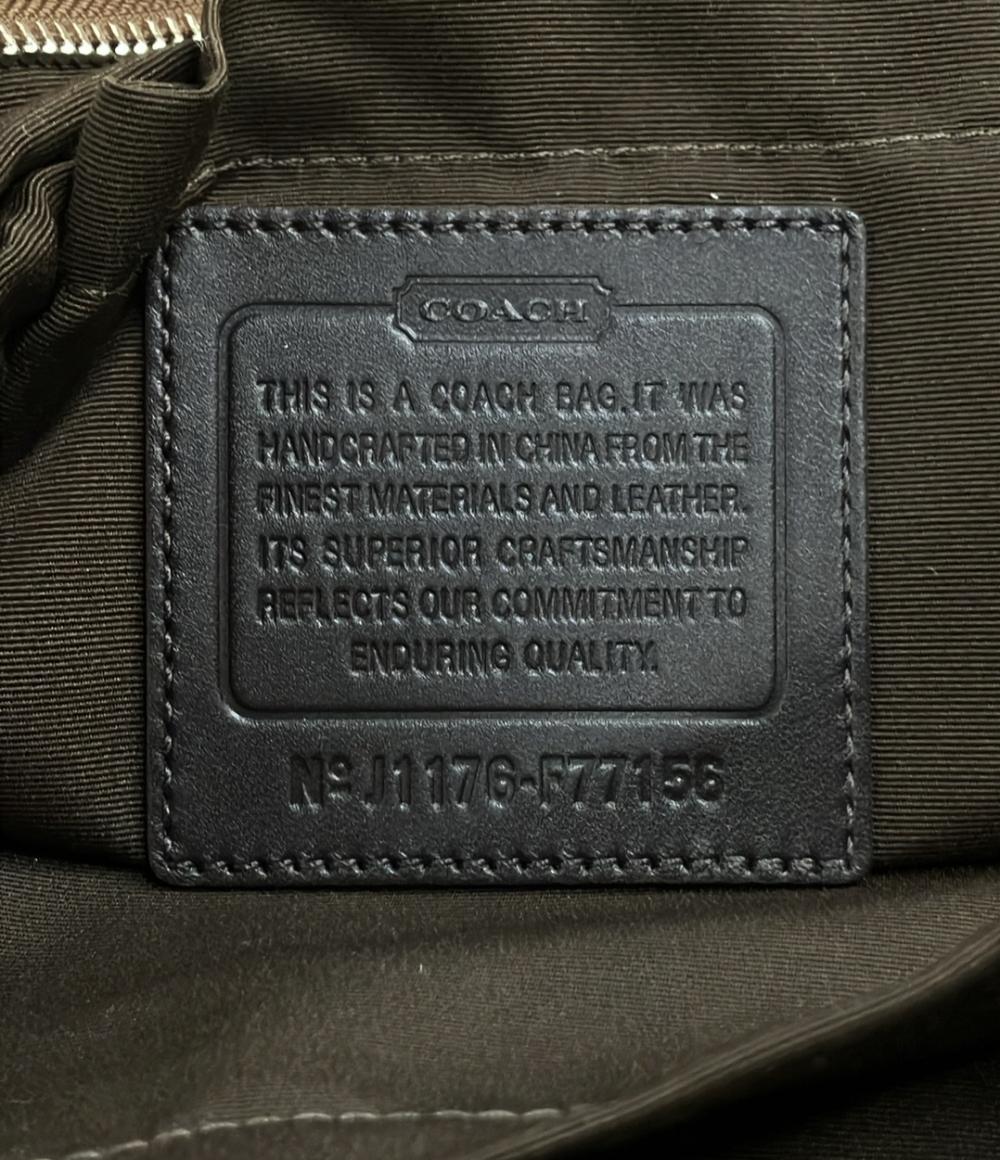 COACH
THIS IS A COACH BAG. IT WAS
HANDCRAFTED IN CHINA FROM THE
FINEST MATERIALS AND LEATHER.
ITS SUPERIOR CRAFTSMANSHIP
REFLECTS OUR COMMITMENT TO
ENDURING QUALITY.
Nº J1176-F77156